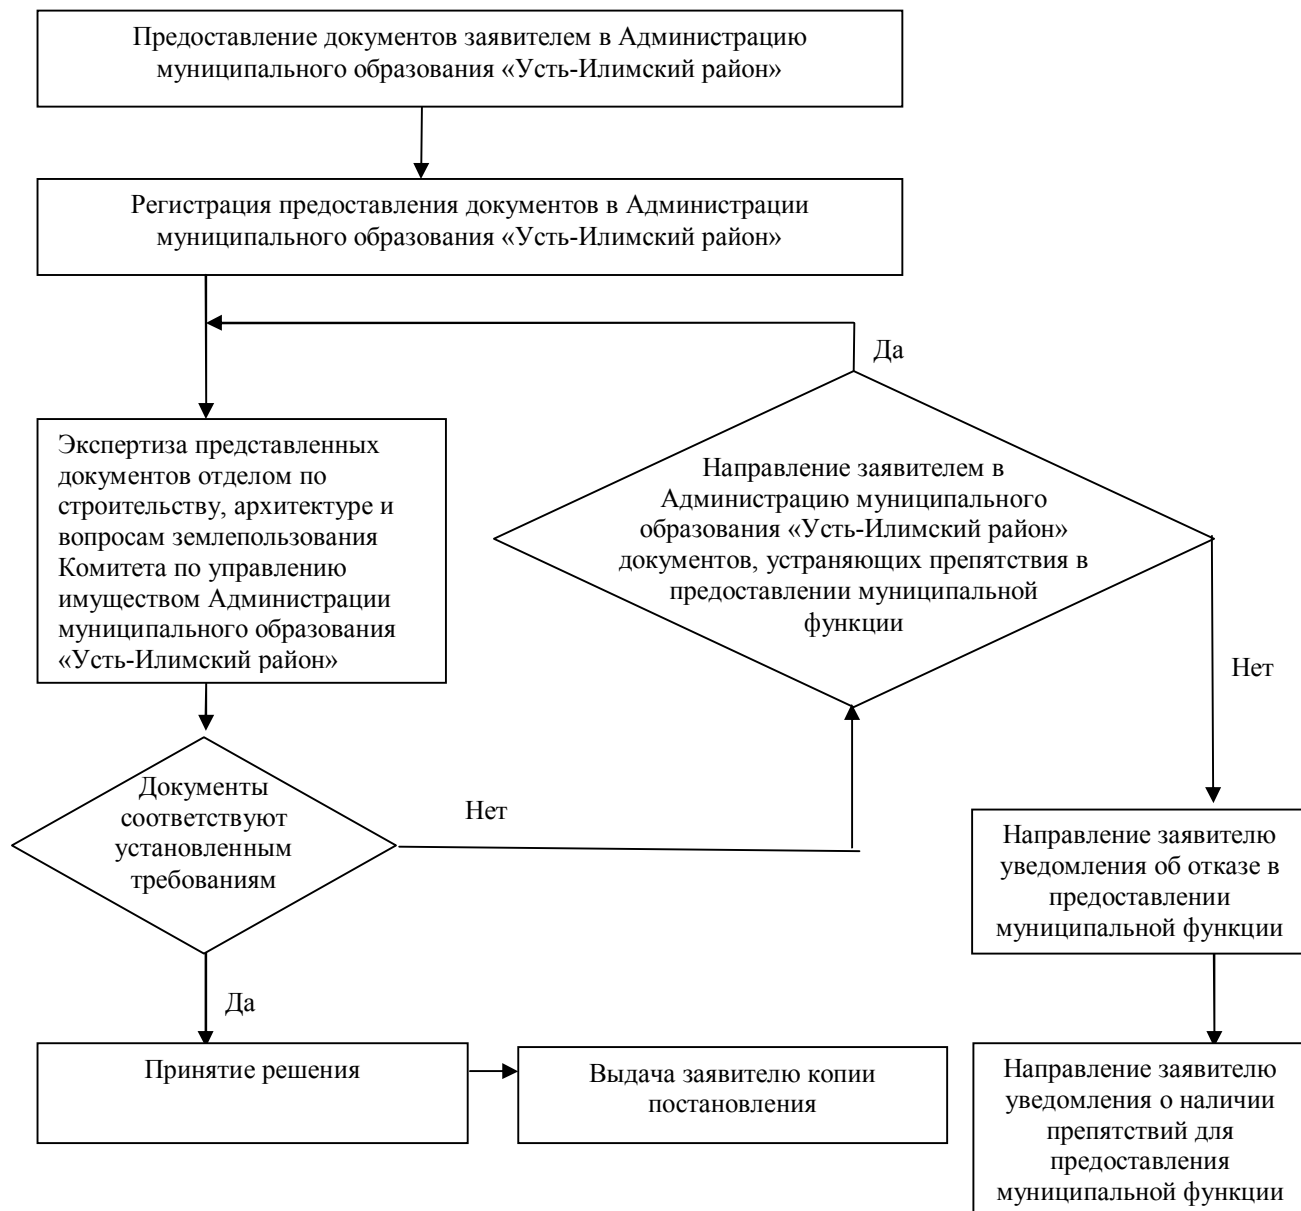 Предоставление документов заявителем в Администрацию
муниципального образования «Усть-Илимский район»
Регистрация предоставления документов в Администрации
муниципального образования «Усть-Илимский район»
Да
Экспертиза представленных
документов отделом по
строительству, архитектуре и
вопросам землепользования
Комитета по управлению
имуществом Администрации
муниципального образования
«Усть-Илимский район»
Направление заявителем в
Администрацию муниципального
образования «Усть-Илимский район»
документов, устраняющих препятствия в
предоставлении муниципальной
функции
Нет
Документы
соответствуют
установленным
требованиям
Нет
Направление заявителю
уведомления об отказе в
предоставлении
муниципальной функции
Да
Принятие решения
Выдача заявителю копии
постановления
Направление заявителю
уведомления о наличии
препятствий для
предоставления
муниципальной функции